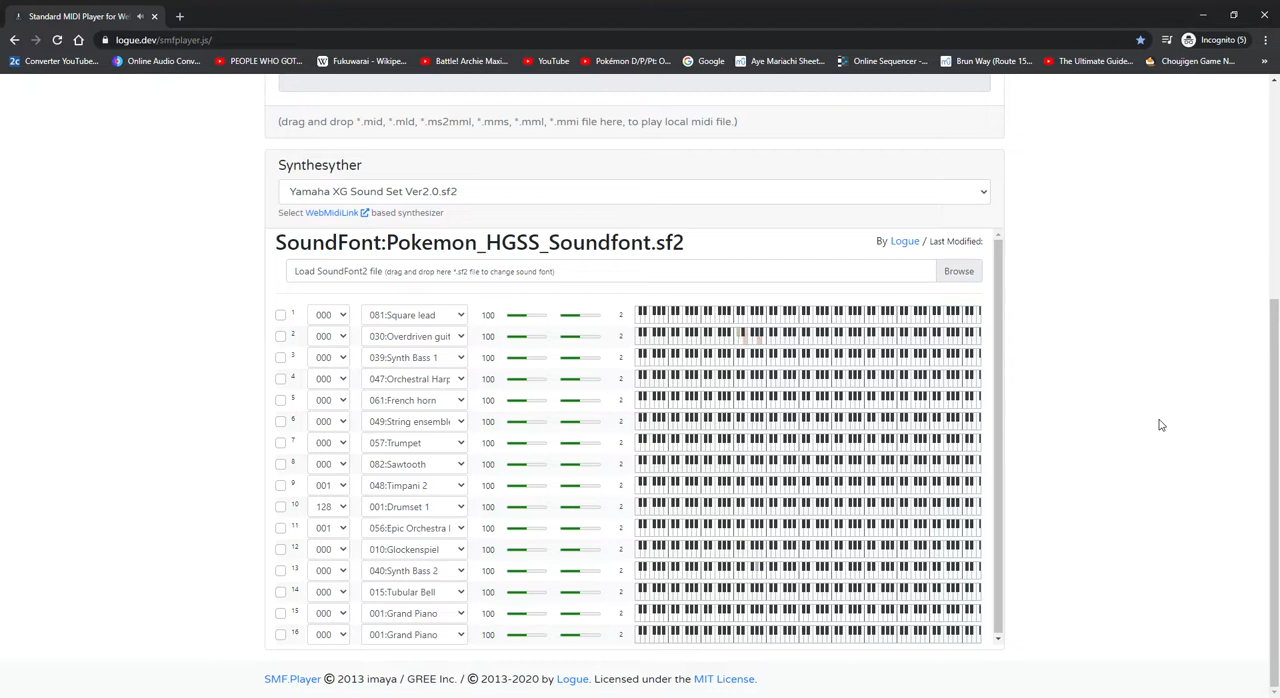 Standard MIDI Player for We
logue.dev/smfplayer.js/
Incognito (5)
Converter YouTube...
Online Audio Conv...
PEOPLE WHO GOT...
Fukuwarai - Wikipe...
Battle! Archie Maxi...
YouTube
Pokémon D/P/Pt: O...
Google
Aye Mariachi Sheet...
Online Sequencer -...
Brun Way (Route 15...
The Ultimate Guide...
Choujigen Game N...
(drag and drop *.mid, *.mld, *.ms2mml, *.mms, *.mml, *.mmi file here, to play local midi file.)
Synthesyther
Yamaha XG Sound Set Ver2.0.sf2
Select WebMidiLink based synthesizer
SoundFont:Pokemon_HGSS_Soundfont.sf2
By Logue / Last Modified:
Load SoundFont2 file (drag and drop here *.sf2 file to change sound font)
Browse
1 000 081:Square lead 100 2
2 000 030:Overdriven guit 100 2
3 000 039:Synth Bass 1 100 2
4 000 047:Orchestral Harp 100 2
5 000 061:French horn 100 2
6 000 049:String ensemble 100 2
7 000 057:Trumpet 100 2
8 000 082:Sawtooth 100 2
9 001 048:Timpani 2 100 2
10 128 001:Drumset 1 100 2
11 001 056:Epic Orchestra 100 2
12 000 010:Glockenspiel 100 2
13 000 040:Synth Bass 2 100 2
14 000 015:Tubular Bell 100 2
15 000 001:Grand Piano 100 2
16 000 001:Grand Piano 100 2
SMF.Player © 2013 imaya / GREE Inc. / © 2013-2020 by Logue. Licensed under the MIT License.